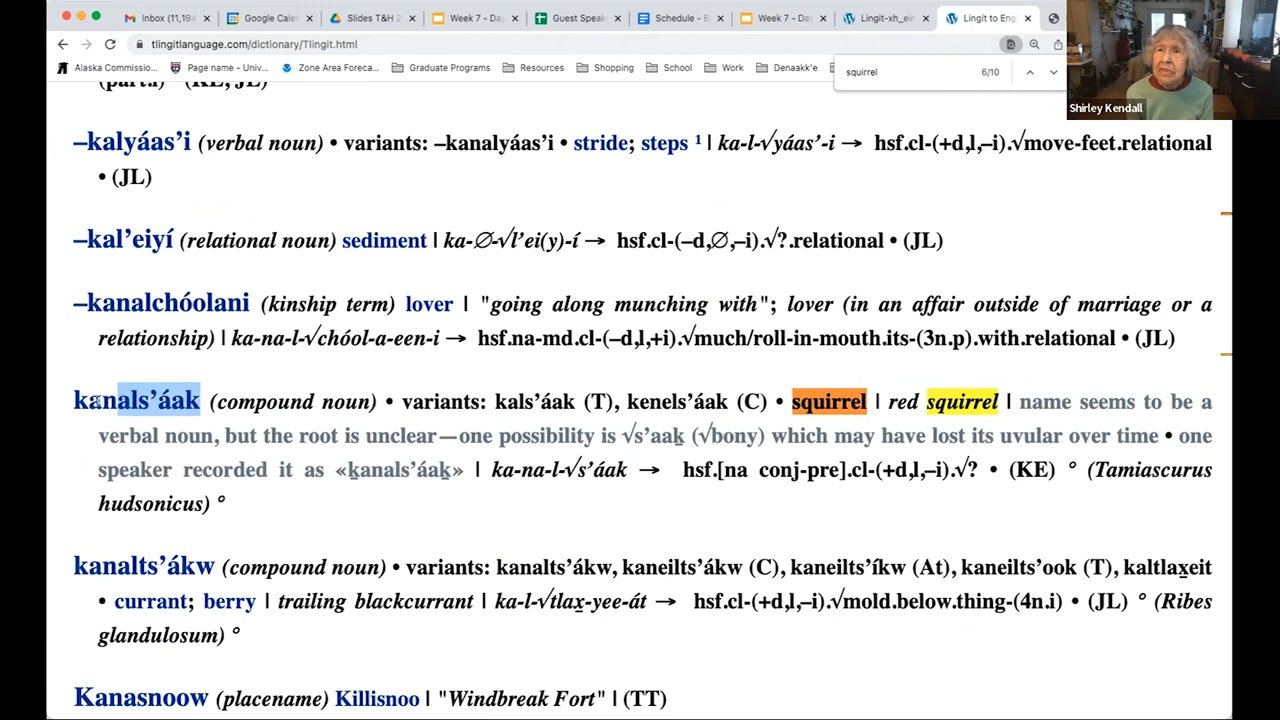 Inbox (11,194
Google Cale
Slides T&H 2
Week 7 - Da
Guest Speak
Schedule - B
Week 7 - Da
Lingít-xh_ein
Lingít to Eng
tlingitlanguage.com/dictionary/Tlingit.html
Alaska Commissio...
Page name - Univ...
Zone Area Foreca...
Graduate Programs
Resources
Shopping
School
Work
Denaakk'e
squirrel 6/10
Shirley Kendall
(part.i) • (KE, JL)
–kalyáas’i (verbal noun) • variants: –kanalyáas’i • stride; steps ¹ | ka-l-√yáas’-i → hsf.cl-(+d,l,–i).√move-feet.relational
• (JL)
–kal’eiyí (relational noun) sediment | ka-∅-√l’ei(y)-í → hsf.cl-(–d,∅,–i).√?.relational • (JL)
–kanalchóolani (kinship term) lover | "going along munching with"; lover (in an affair outside of marriage or a
relationship) | ka-na-l-√chóol-a-een-i → hsf.na-md.cl-(–d,l,+i).√much/roll-in-mouth.its-(3n.p).with.relational • (JL)
kanals’áak (compound noun) • variants: kals’áak (T), kenels’áak (C) • squirrel | red squirrel | name seems to be a
verbal noun, but the root is unclear—one possibility is √s’aaḵ (√bony) which may have lost its uvular over time • one
speaker recorded it as «ḵanals’áaḵ» | ka-na-l-√s’áak → hsf.[na conj-pre].cl-(+d,l,–i).√? • (KE) ° (Tamiascurus
hudsonicus) °
kanalts’ákw (compound noun) • variants: kanalts’ákw, kaneilts’ákw (C), kaneilts’íkw (At), kaneilts’ook (T), kaltlax̱eit
• currant; berry | trailing blackcurrant | ka-l-√tlax̱-yee-át → hsf.cl-(+d,l,–i).√mold.below.thing-(4n.i) • (JL) ° (Ribes
glandulosum) °
Kanasnoow (placename) Killisnoo | "Windbreak Fort" | (TT)